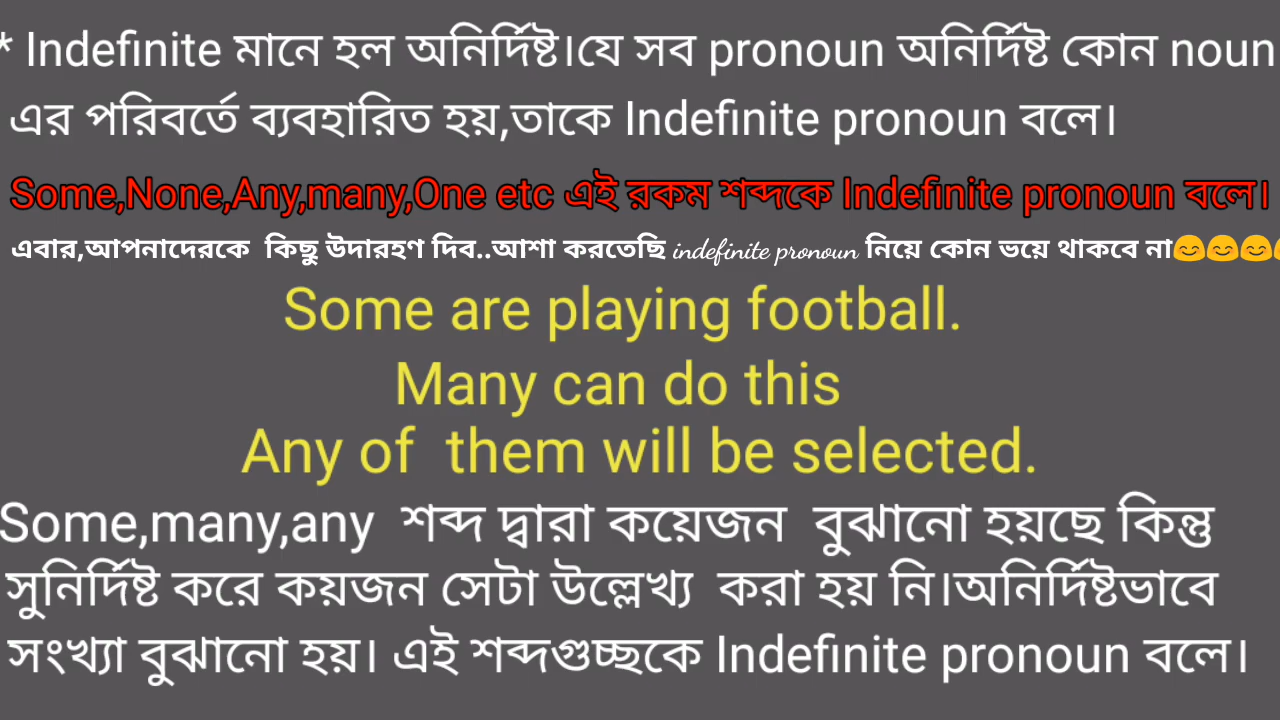 * Indefinite মানে হল অনির্দিষ্ট।যে সব pronoun অনির্দিষ্ট কোন noun
এর পরিবর্তে ব্যবহারিত হয়,তাকে Indefinite pronoun বলে।
Some,None,Any,many,One etc এই রকম শব্দকে Indefinite pronoun বলে।
এবার,আপনাদেরকে কিছু উদারহণ দিব..আশা করতেছি indefinite pronoun নিয়ে কোন ভয়ে থাকবে না😊😊😊😊
Some are playing football.
Many can do this
Any of them will be selected.
Some,many,any শব্দ দ্বারা কয়েজন বুঝানো হয়ছে কিন্তু
সুনির্দিষ্ট করে কয়জন সেটা উল্লেখ্য করা হয় নি।অনির্দিষ্টভাবে
সংখ্যা বুঝানো হয়। এই শব্দগুচ্ছকে Indefinite pronoun বলে।